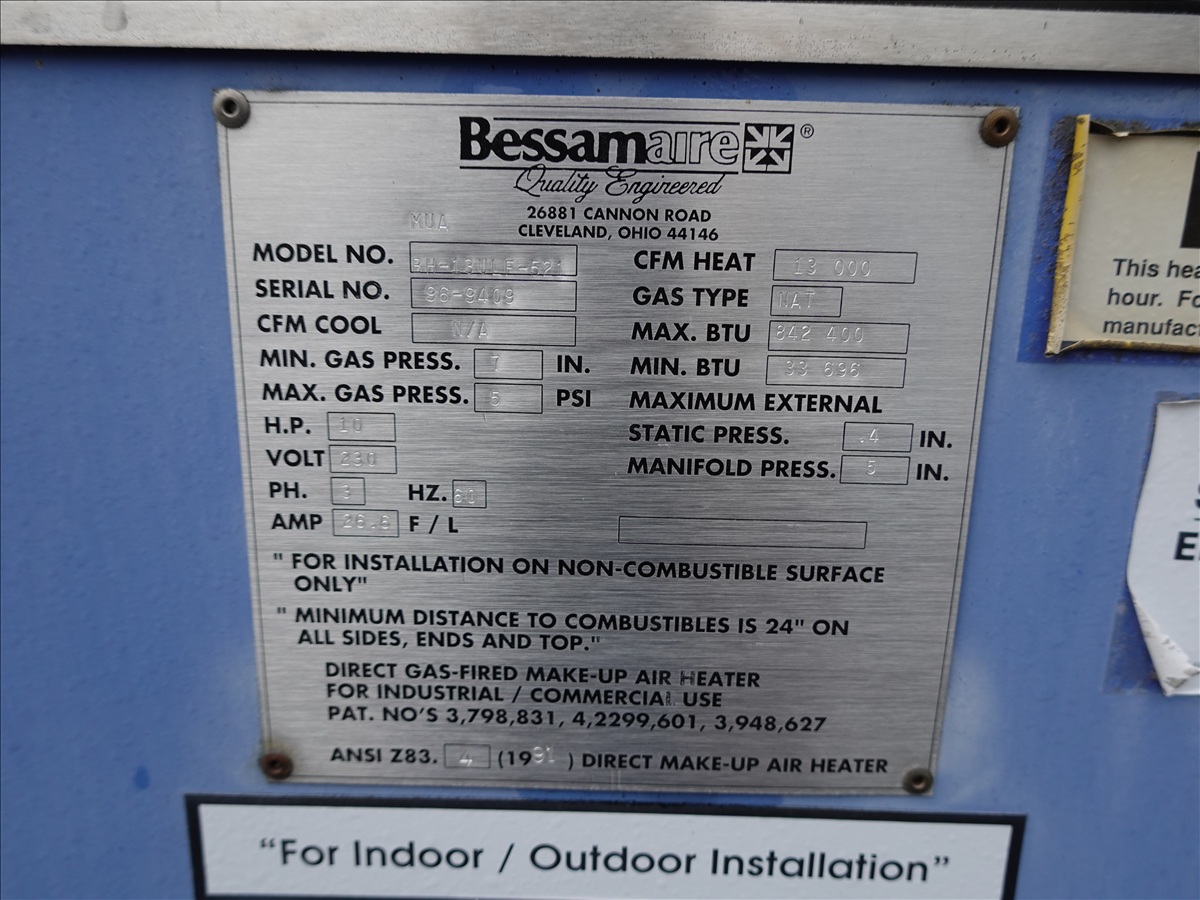 Bessamaire®
Quality Engineered
26881 CANNON ROAD
CLEVELAND, OHIO 44146
MUA
MODEL NO. RH-13NLE-521
SERIAL NO. 96-9409
CFM COOL N/A
MIN. GAS PRESS. 7 IN.
MAX. GAS PRESS. 5 PSI
H.P. 10
VOLT 230
PH. 3 HZ. 60
AMP 26.6 F / L
CFM HEAT 13 000
GAS TYPE NAT
MAX. BTU 842 400
MIN. BTU 33 696
MAXIMUM EXTERNAL
STATIC PRESS. .4 IN.
MANIFOLD PRESS. 5 IN.
" FOR INSTALLATION ON NON-COMBUSTIBLE SURFACE
ONLY"
" MINIMUM DISTANCE TO COMBUSTIBLES IS 24" ON
ALL SIDES, ENDS AND TOP."
DIRECT GAS-FIRED MAKE-UP AIR HEATER
FOR INDUSTRIAL / COMMERCIAL USE
PAT. NO'S 3,798,831, 4,2299,601, 3,948,627
ANSI Z83. 4 (1991 ) DIRECT MAKE-UP AIR HEATER
"For Indoor / Outdoor Installation"
This hea
hour. Fo
manufac